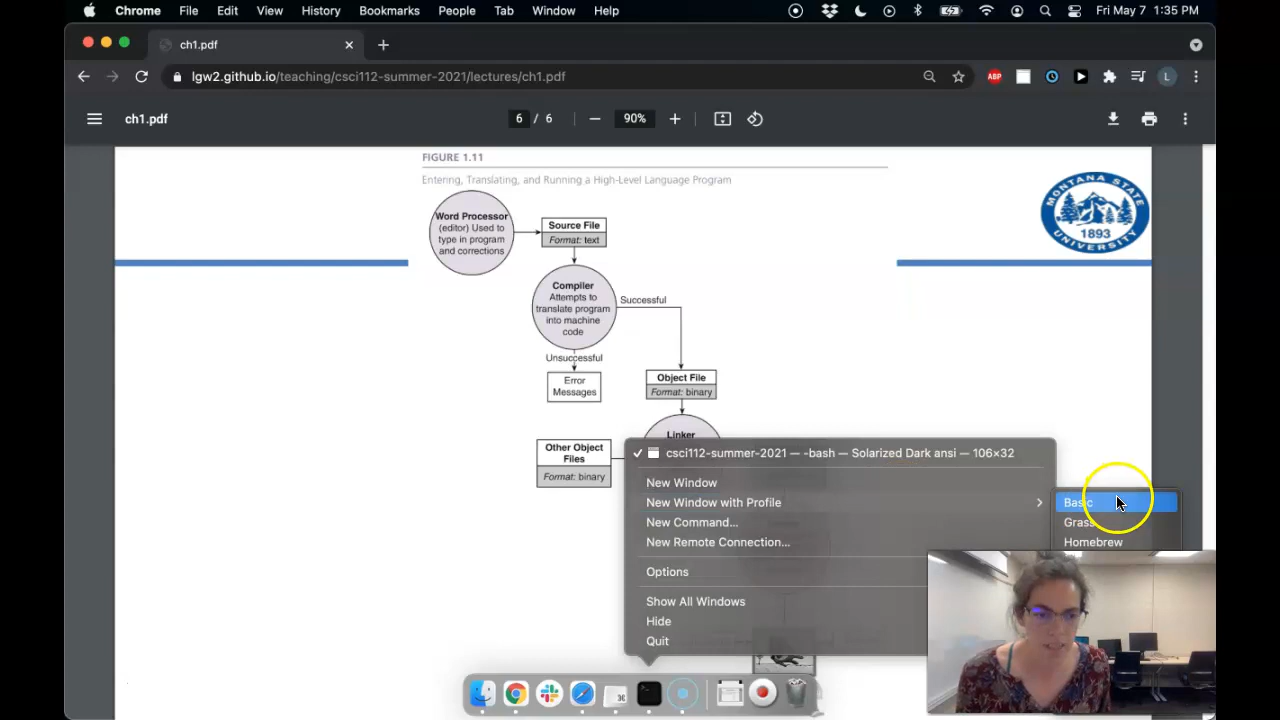 Chrome File Edit View History Bookmarks People Tab Window Help Fri May 7 1:35 PM
ch1.pdf
lgw2.github.io/teaching/csci112-summer-2021/lectures/ch1.pdf ABP L
ch1.pdf 6 / 6 90%
FIGURE 1.11
Entering, Translating, and Running a High-Level Language Program
MONTANA STATE
UNIVERSITY
1893
Word Processor
(editor) Used to
type in program
and corrections
Source File
Format: text
Compiler
Attempts to
translate program
into machine
code
Successful
Unsuccessful
Error
Messages
Object File
Format: binary
Linker
Other Object
Files
Format: binary
csci112-summer-2021 — -bash — Solarized Dark ansi — 106×32
New Window
New Window with Profile
New Command...
New Remote Connection...
Options
Show All Windows
Hide
Quit
Basic
Grass
Homebrew